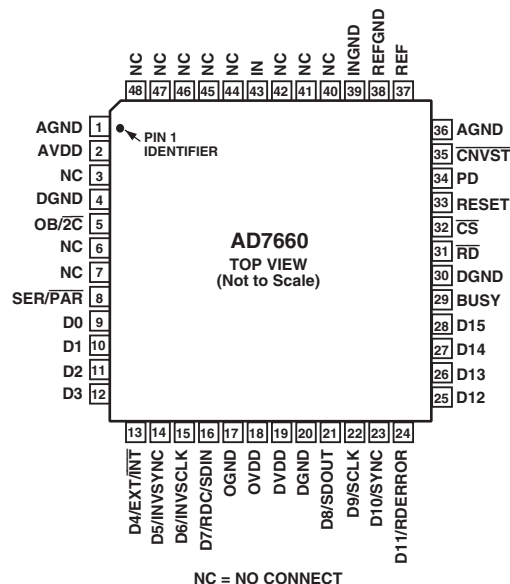 NC NC NC NC NC IN NC NC NC INGND REFGND REF
48 47 46 45 44 43 42 41 40 39 38 37
AGND 1
AVDD 2
NC 3
DGND 4
OB/2C 5
NC 6
NC 7
SER/PAR 8
D0 9
D1 10
D2 11
D3 12
PIN 1
IDENTIFIER
AD7660
TOP VIEW
(Not to Scale)
36 AGND
35 CNVST
34 PD
33 RESET
32 CS
31 RD
30 DGND
29 BUSY
28 D15
27 D14
26 D13
25 D12
13 14 15 16 17 18 19 20 21 22 23 24
D4/EXT/INT D5/INVSYNC D6/INVSCLK D7/RDC/SDIN OGND OVDD DVDD DGND D8/SDOUT D9/SCLK D10/SYNC D11/RDERROR
NC = NO CONNECT